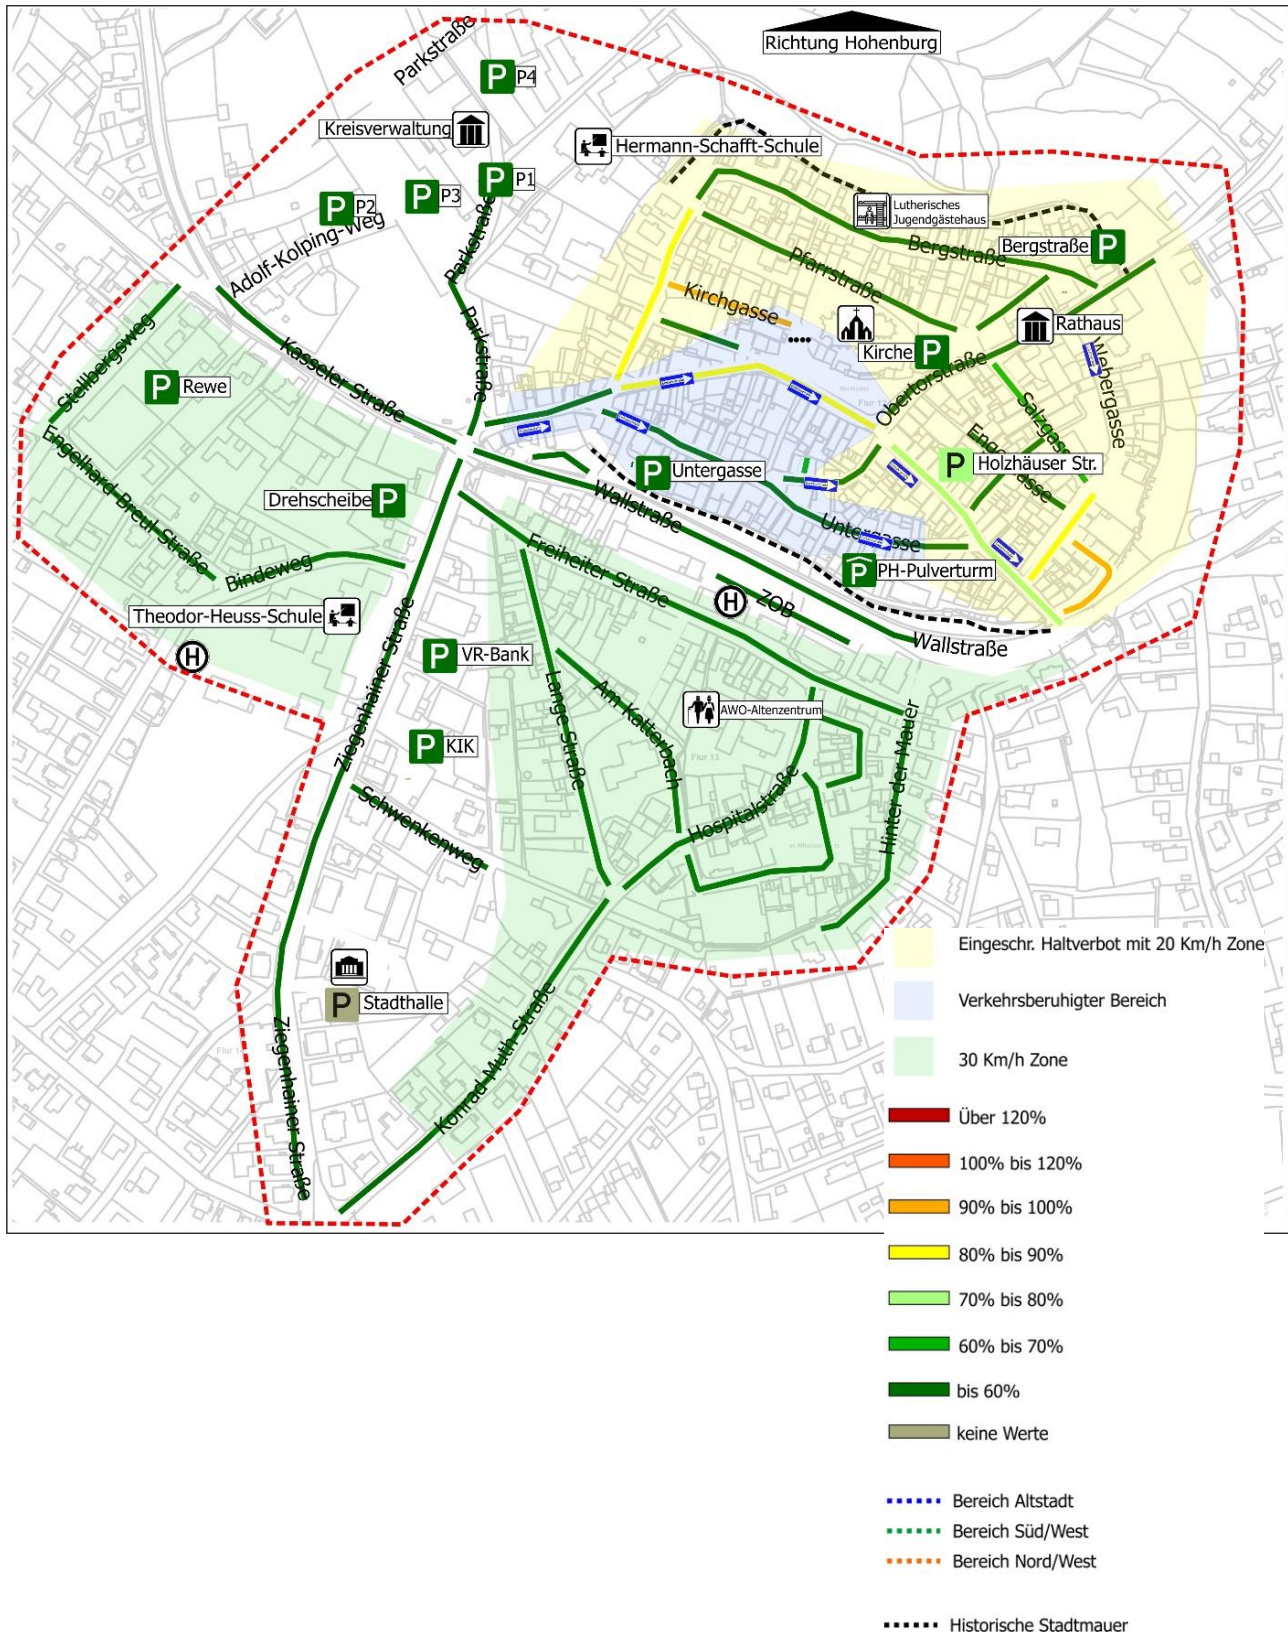 Richtung Hohenburg
Parkstraße
P P4
Kreisverwaltung
Hermann-Schafft-Schule
P P1
P P3
P P2
Adolf-Kolping-Weg
Parkstraße
Parkstraße
Lutherisches
Jugendgästehaus
Bergstraße
Bergstraße P
Pfarrstraße
Kirchgasse
Rathaus
Kirche P
Obertorstraße
Webergasse
Salzgasse
Engelsgasse
P Holzhäuser Str.
Stellbergsweg
P Rewe
Kasseler Straße
Engelhard-Breul Straße
Drehscheibe P
Bindeweg
Theodor-Heuss-Schule
H
P Untergasse
Wallstraße
Untergasse
P PH-Pulverturm
Freiheiter Straße
H ZOB
Wallstraße
Ziegenhainer Straße
P VR-Bank
P KIK
Lange Straße
Am Katterbach
AWO-Altenzentrum
Flur 13
Hospitalstraße
Hinter der Mauer
Schwenkenweg
P Stadthalle
Konrad-Muth-Straße
Ziegenhainer Straße
Eingeschr. Haltverbot mit 20 Km/h Zone
Verkehrsberuhigter Bereich
30 Km/h Zone
Über 120%
100% bis 120%
90% bis 100%
80% bis 90%
70% bis 80%
60% bis 70%
bis 60%
keine Werte
Bereich Altstadt
Bereich Süd/West
Bereich Nord/West
Historische Stadtmauer